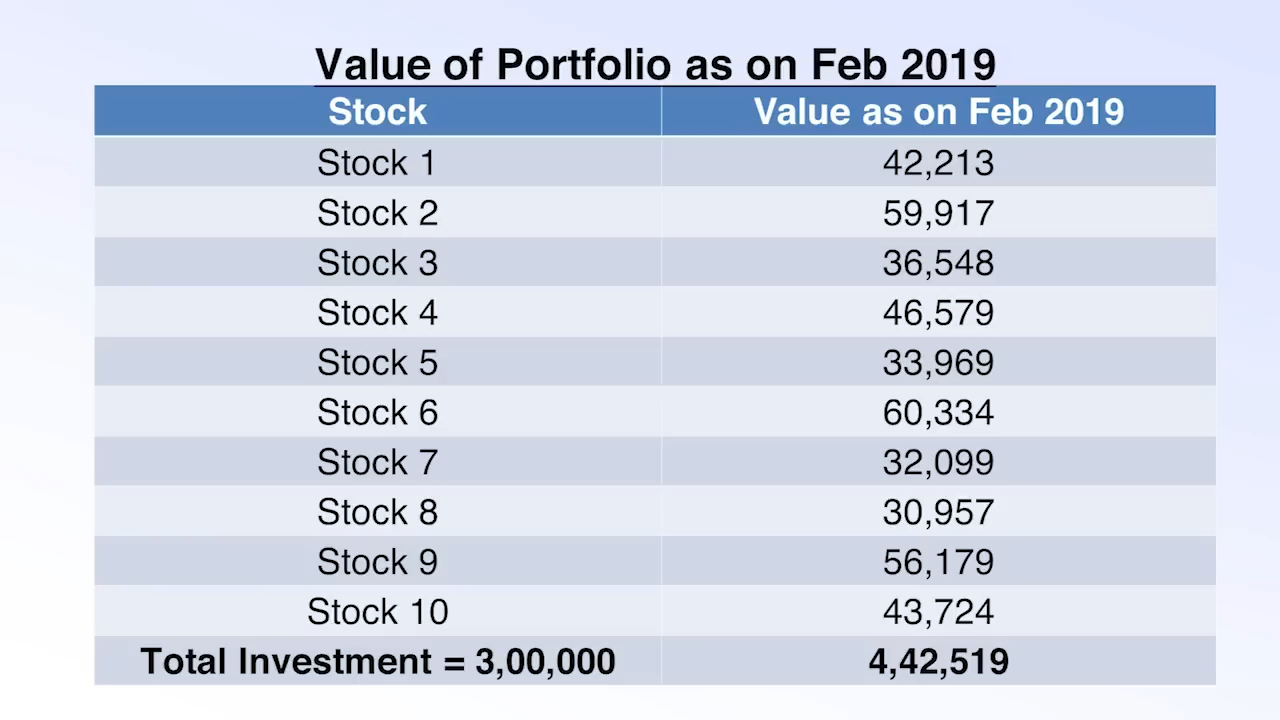 Value of Portfolio as on Feb 2019
Stock Value as on Feb 2019
Stock 1 42,213
Stock 2 59,917
Stock 3 36,548
Stock 4 46,579
Stock 5 33,969
Stock 6 60,334
Stock 7 32,099
Stock 8 30,957
Stock 9 56,179
Stock 10 43,724
Total Investment = 3,00,000 4,42,519